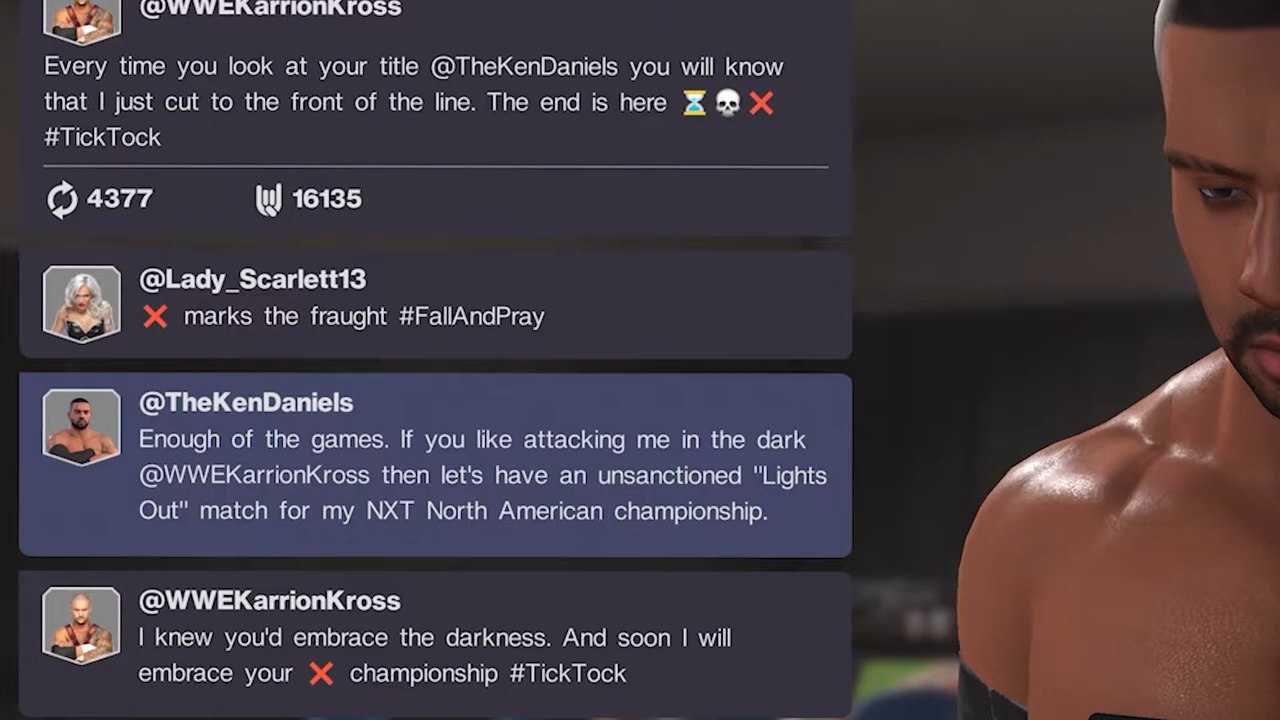 @WWEKarrionKross
Every time you look at your title @TheKenDaniels you will know
that I just cut to the front of the line. The end is here ⏳💀❌
#TickTock
4377 16135
@Lady_Scarlett13
❌ marks the fraught #FallAndPray
@TheKenDaniels
Enough of the games. If you like attacking me in the dark
@WWEKarrionKross then let's have an unsanctioned "Lights
Out" match for my NXT North American championship.
@WWEKarrionKross
I knew you'd embrace the darkness. And soon I will
embrace your ❌ championship #TickTock